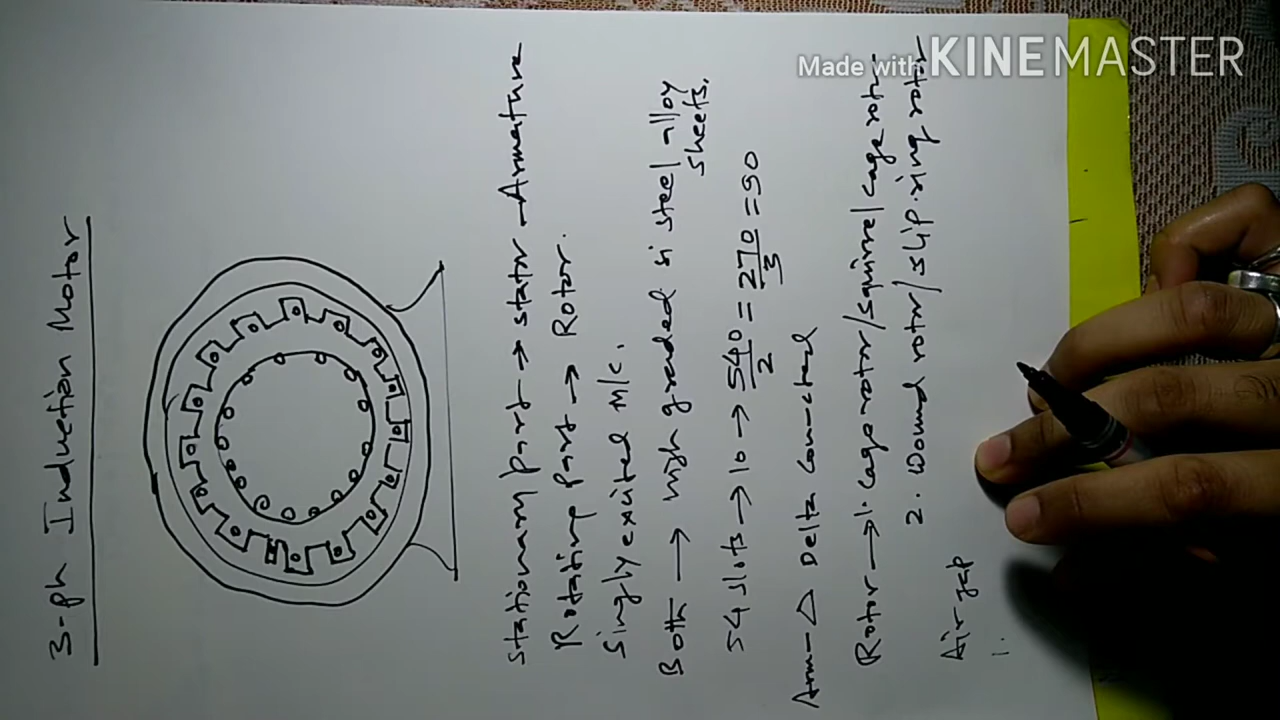 Made with KINEMASTER
3-ph Induction Motor
Stationary part → stator - Armature
Rotating part → Rotor.
Singly exited M/c.
Both → high graded si steel alloy
sheets.
54 slots → 10 → 540/2 = 270/3 = 90
Arm - Δ Delta connected
Rotor → 1. cage rotor/squirrel cage rotor
2. Wound rotor/slip ring rotor
Air gap
1.